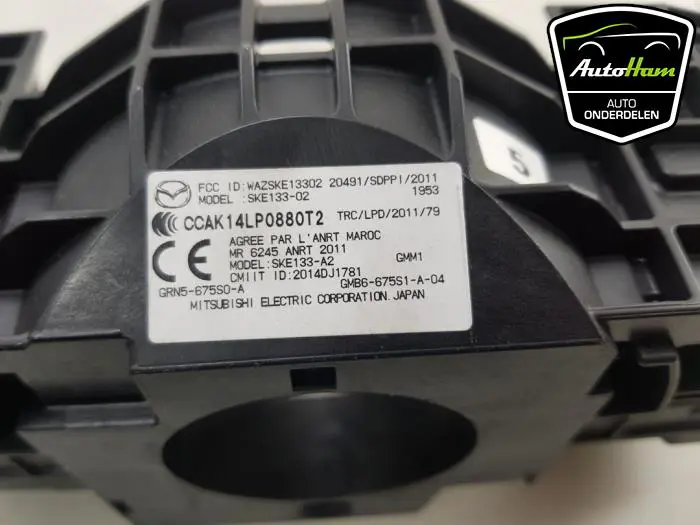 AutoHam
AUTO
ONDERDELEN
5
FCC ID:WAZSKE13302 20491/SDPPI/2011
MODEL :SKE133-02 1953
CCAK14LP0880T2 TRC/LPD/2011/79
AGREE PAR L'ANRT MAROC
MR 6245 ANRT 2011
MODEL:SKE133-A2 GMM1
CMIIT ID:2014DJ1781
GRN5-675S0-A GMB6-675S1-A-04
MITSUBISHI ELECTRIC CORPORATION.JAPAN